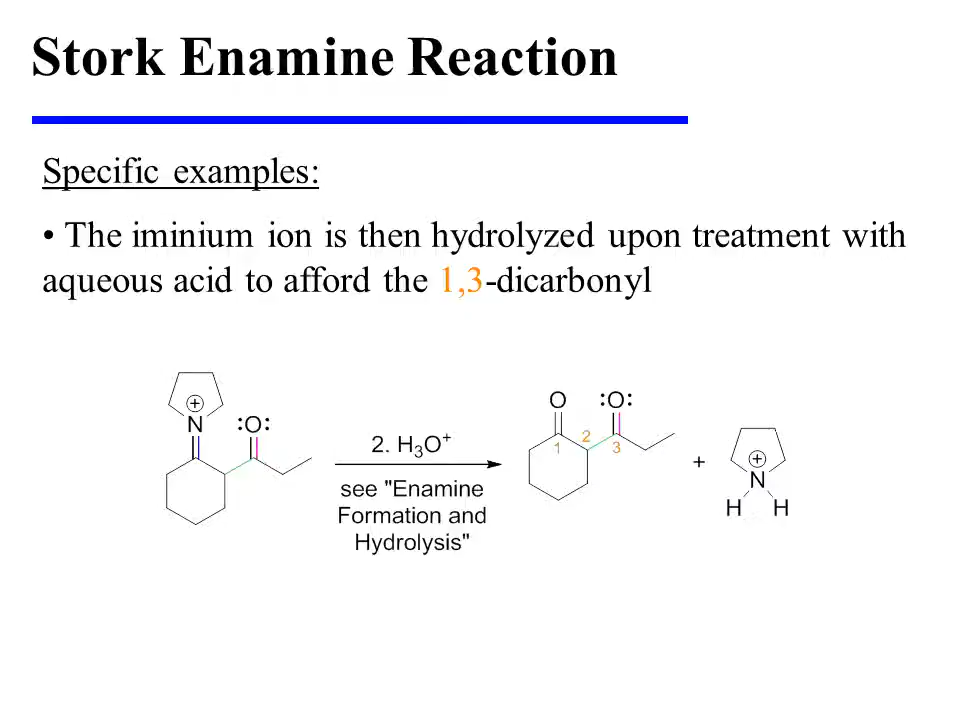 Stork Enamine Reaction
Specific examples:
• The iminium ion is then hydrolyzed upon treatment with
aqueous acid to afford the 1,3-dicarbonyl
+
N
:O:
2. H₃O⁺
see "Enamine
Formation and
Hydrolysis"
O
:O:
1
2
3
+
+
N
H H